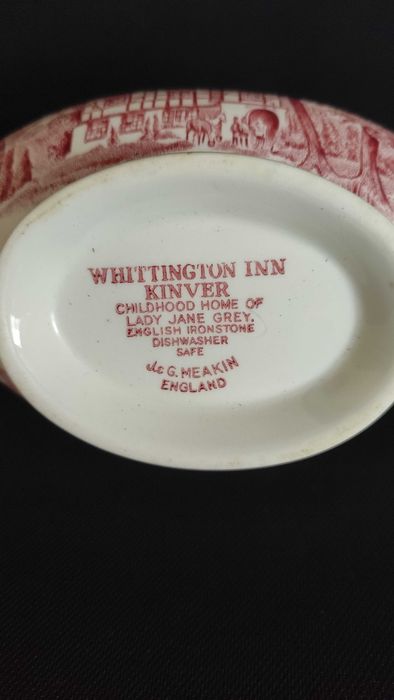 WHITTINGTON INN
KINVER
CHILDHOOD HOME OF
LADY JANE GREY.
ENGLISH IRONSTONE
DISHWASHER
SAFE
J. & G. MEAKIN
ENGLAND